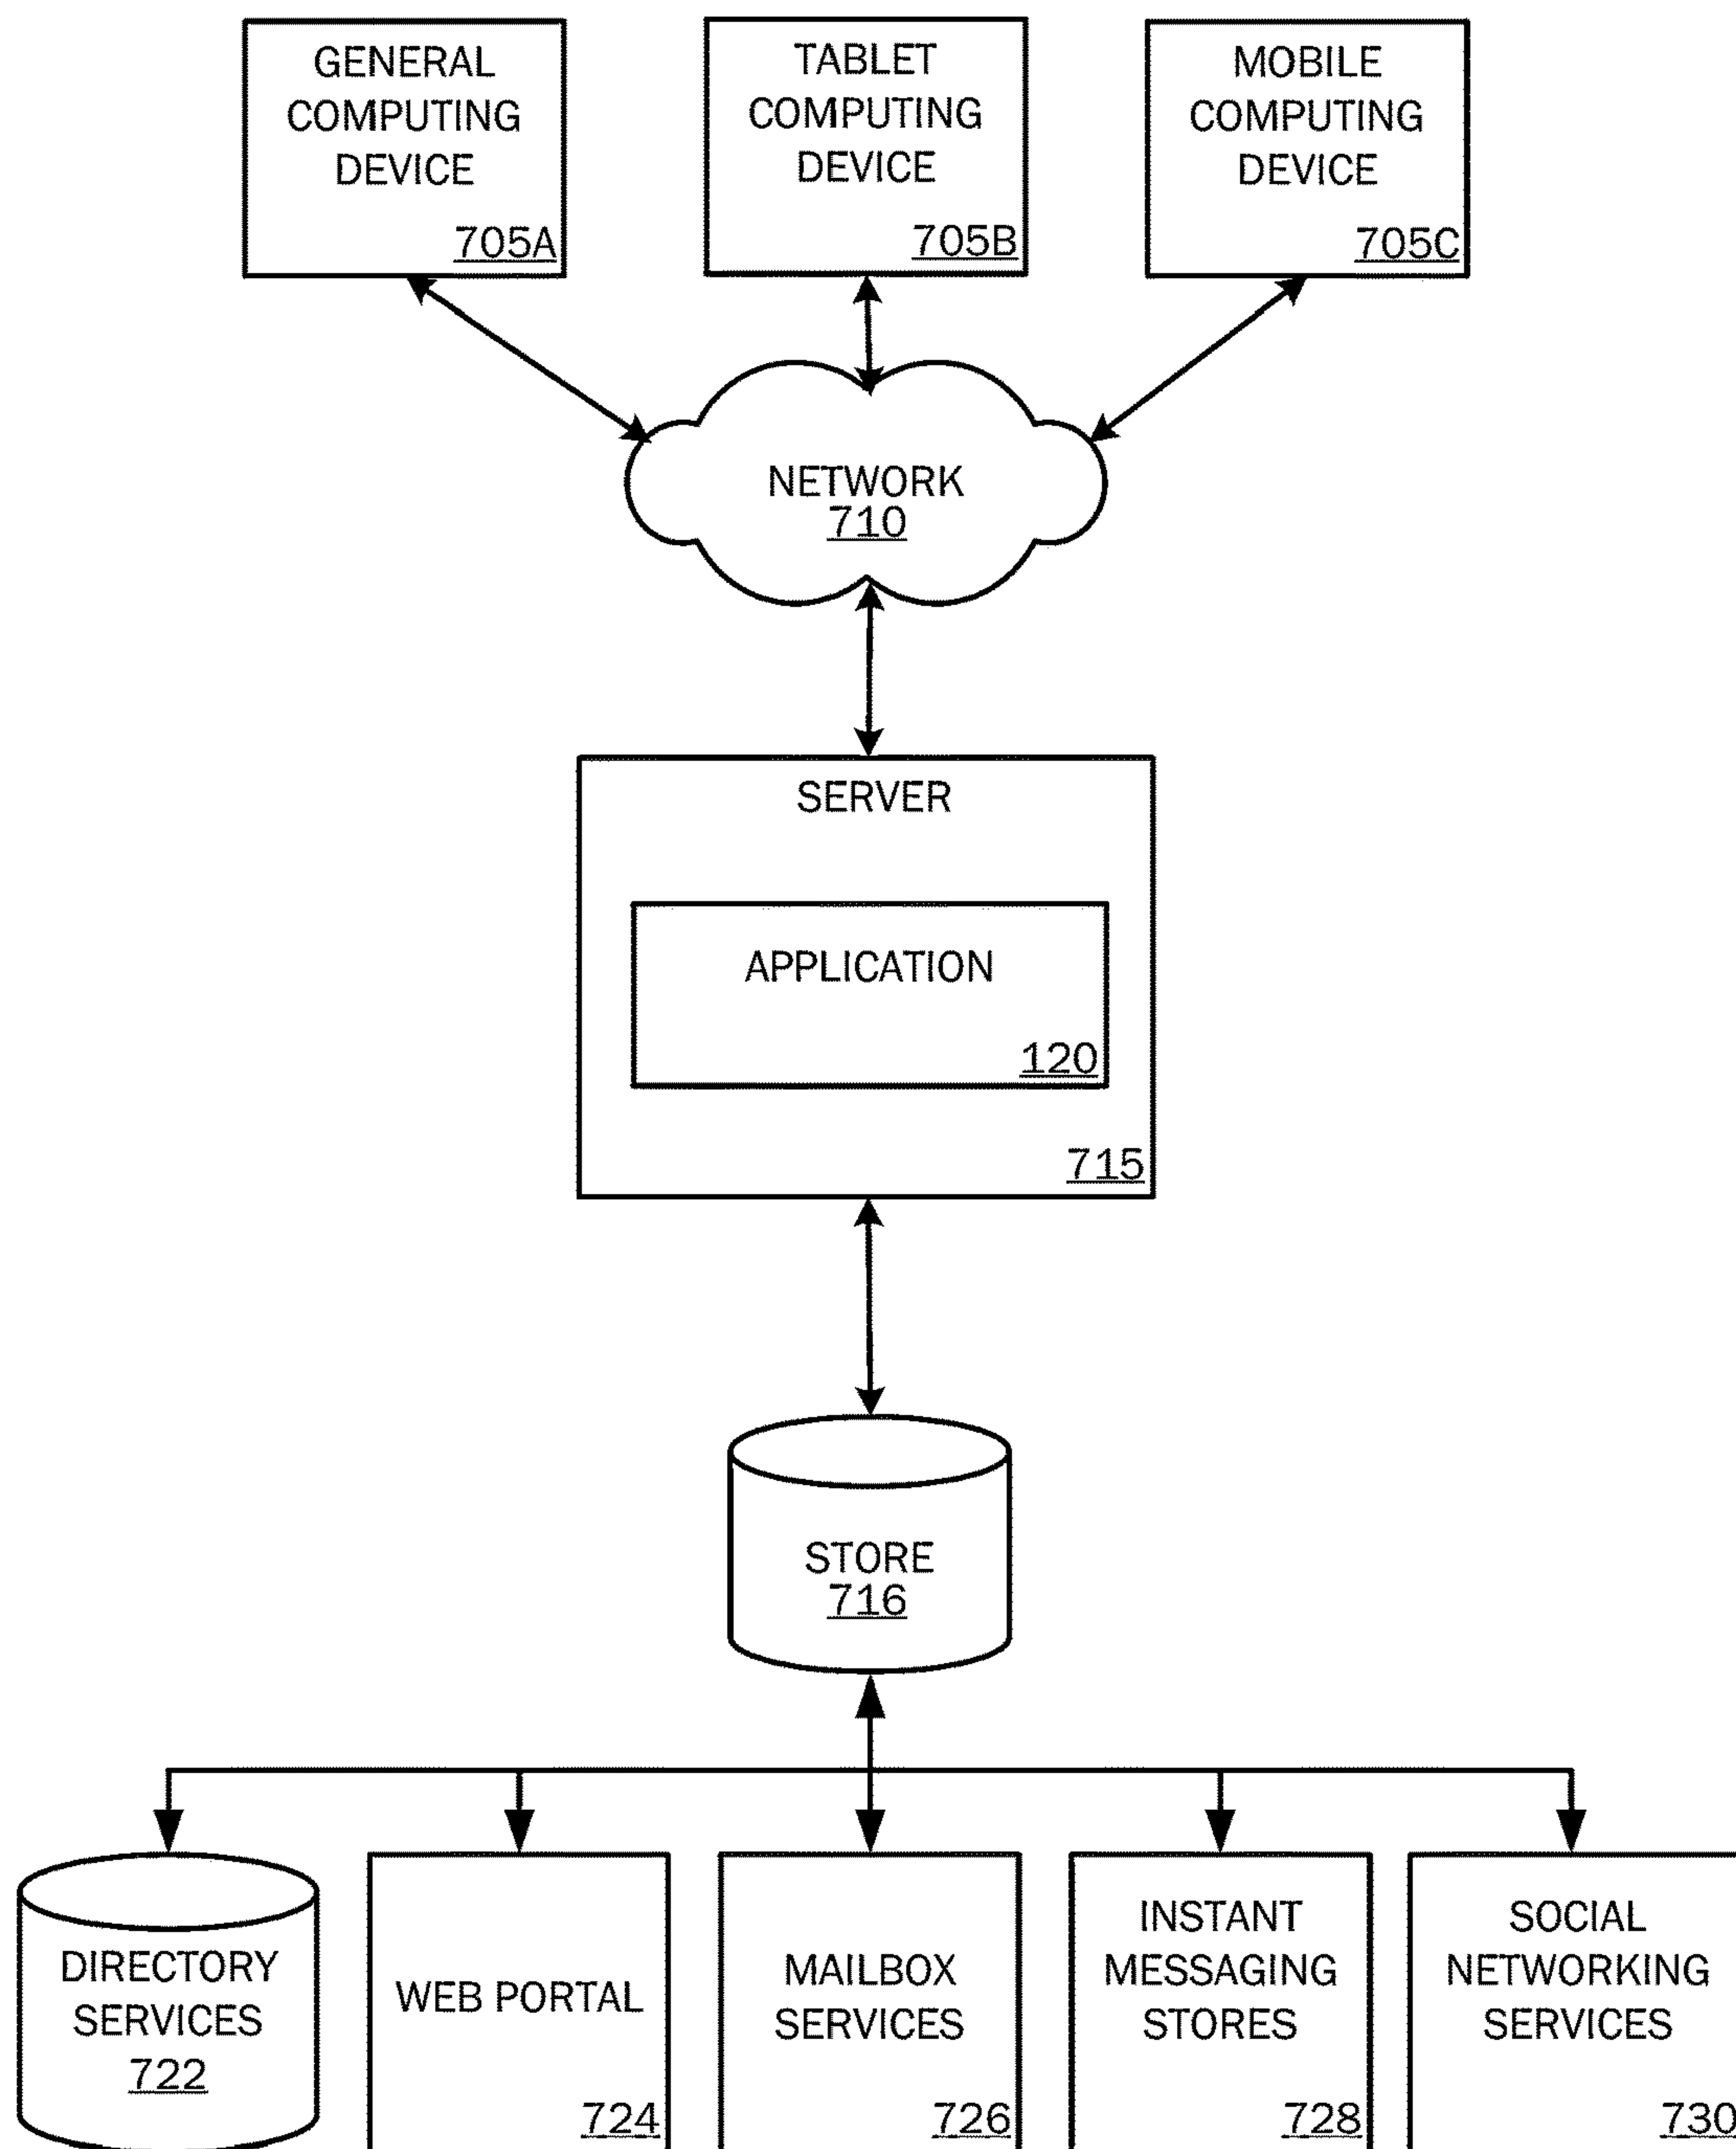 GENERAL
COMPUTING
DEVICE
705A
TABLET
COMPUTING
DEVICE
705B
MOBILE
COMPUTING
DEVICE
705C
NETWORK
710
SERVER
APPLICATION
120
715
STORE
716
DIRECTORY
SERVICES
722
WEB PORTAL
724
MAILBOX
SERVICES
726
INSTANT
MESSAGING
STORES
728
SOCIAL
NETWORKING
SERVICES
730